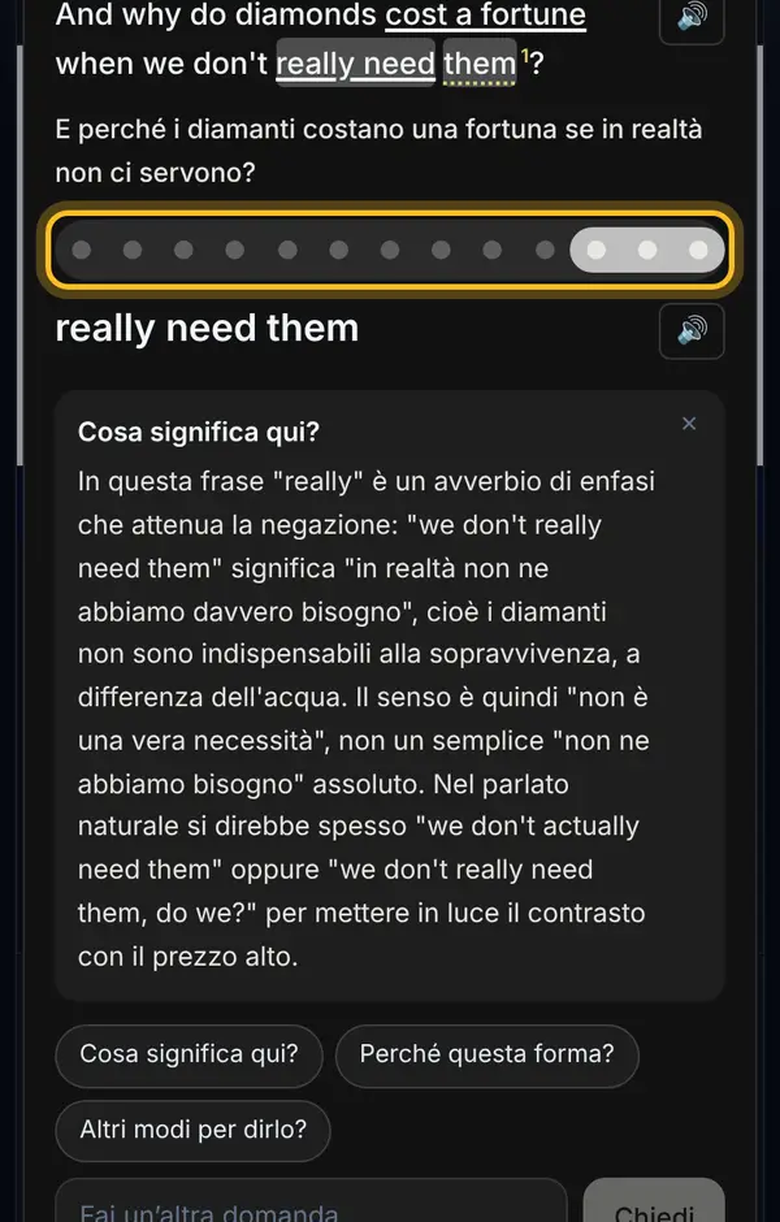 And why do diamonds cost a fortune
when we don't really need them¹?
E perché i diamanti costano una fortuna se in realtà
non ci servono?
really need them
Cosa significa qui?
×
In questa frase "really" è un avverbio di enfasi
che attenua la negazione: "we don't really
need them" significa "in realtà non ne
abbiamo davvero bisogno", cioè i diamanti
non sono indispensabili alla sopravvivenza, a
differenza dell'acqua. Il senso è quindi "non è
una vera necessità", non un semplice "non ne
abbiamo bisogno" assoluto. Nel parlato
naturale si direbbe spesso "we don't actually
need them" oppure "we don't really need
them, do we?" per mettere in luce il contrasto
con il prezzo alto.
Cosa significa qui?
Perché questa forma?
Altri modi per dirlo?
Fai un'altra domanda
Chiedi